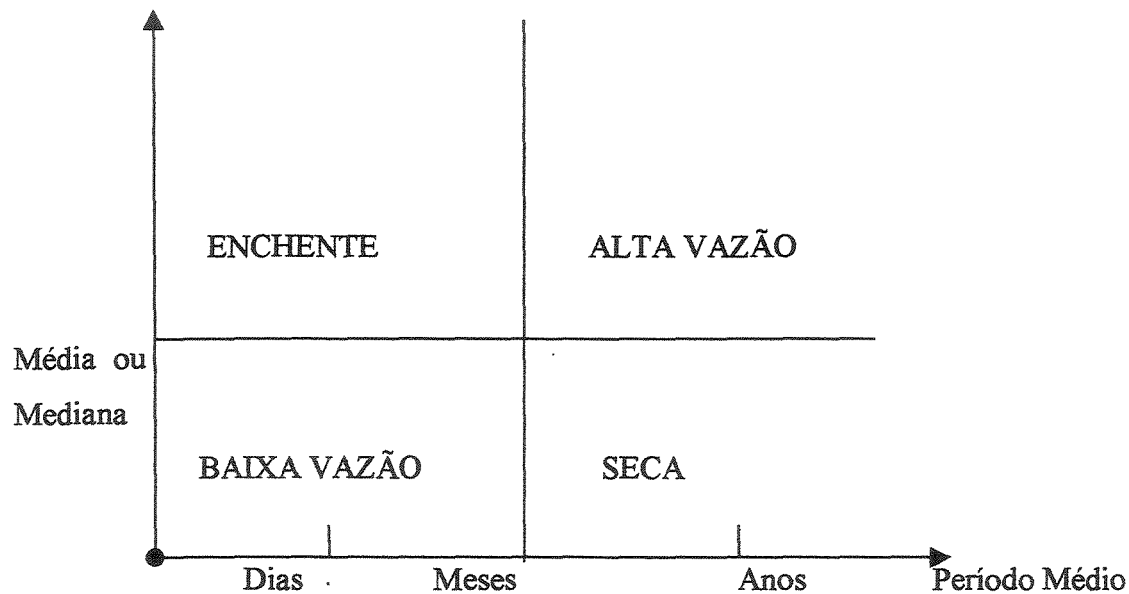 ENCHENTE ALTA VAZÃO
Média ou
Mediana
BAIXA VAZÃO SECA
Dias Meses Anos Período Médio